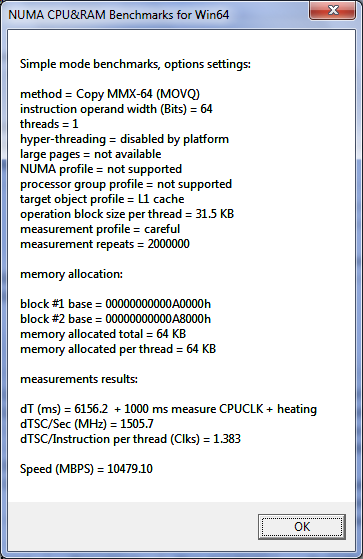 NUMA CPU&RAM Benchmarks for Win64
Simple mode benchmarks, options settings:
method = Copy MMX-64 (MOVQ)
instruction operand width (Bits) = 64
threads = 1
hyper-threading = disabled by platform
large pages = not available
NUMA profile = not supported
processor group profile = not supported
target object profile = L1 cache
operation block size per thread = 31.5 KB
measurement profile = careful
measurement repeats = 2000000
memory allocation:
block #1 base = 00000000000A0000h
block #2 base = 00000000000A8000h
memory allocated total = 64 KB
memory allocated per thread = 64 KB
measurements results:
dT (ms) = 6156.2  + 1000 ms measure CPUCLK + heating
dTSC/Sec (MHz) = 1505.7
dTSC/Instruction per thread (Clks) = 1.383
Speed (MBPS) = 10479.10
OK